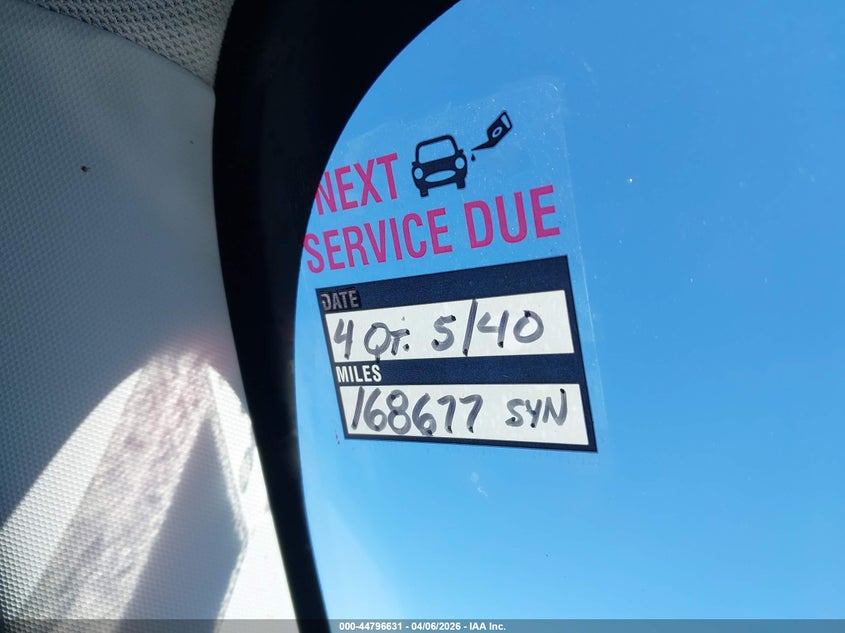 NEXT
SERVICE DUE
DATE
4 QT. 5/40
MILES
168677 SYN
000-44796631 - 04/06/2026 - IAA Inc.